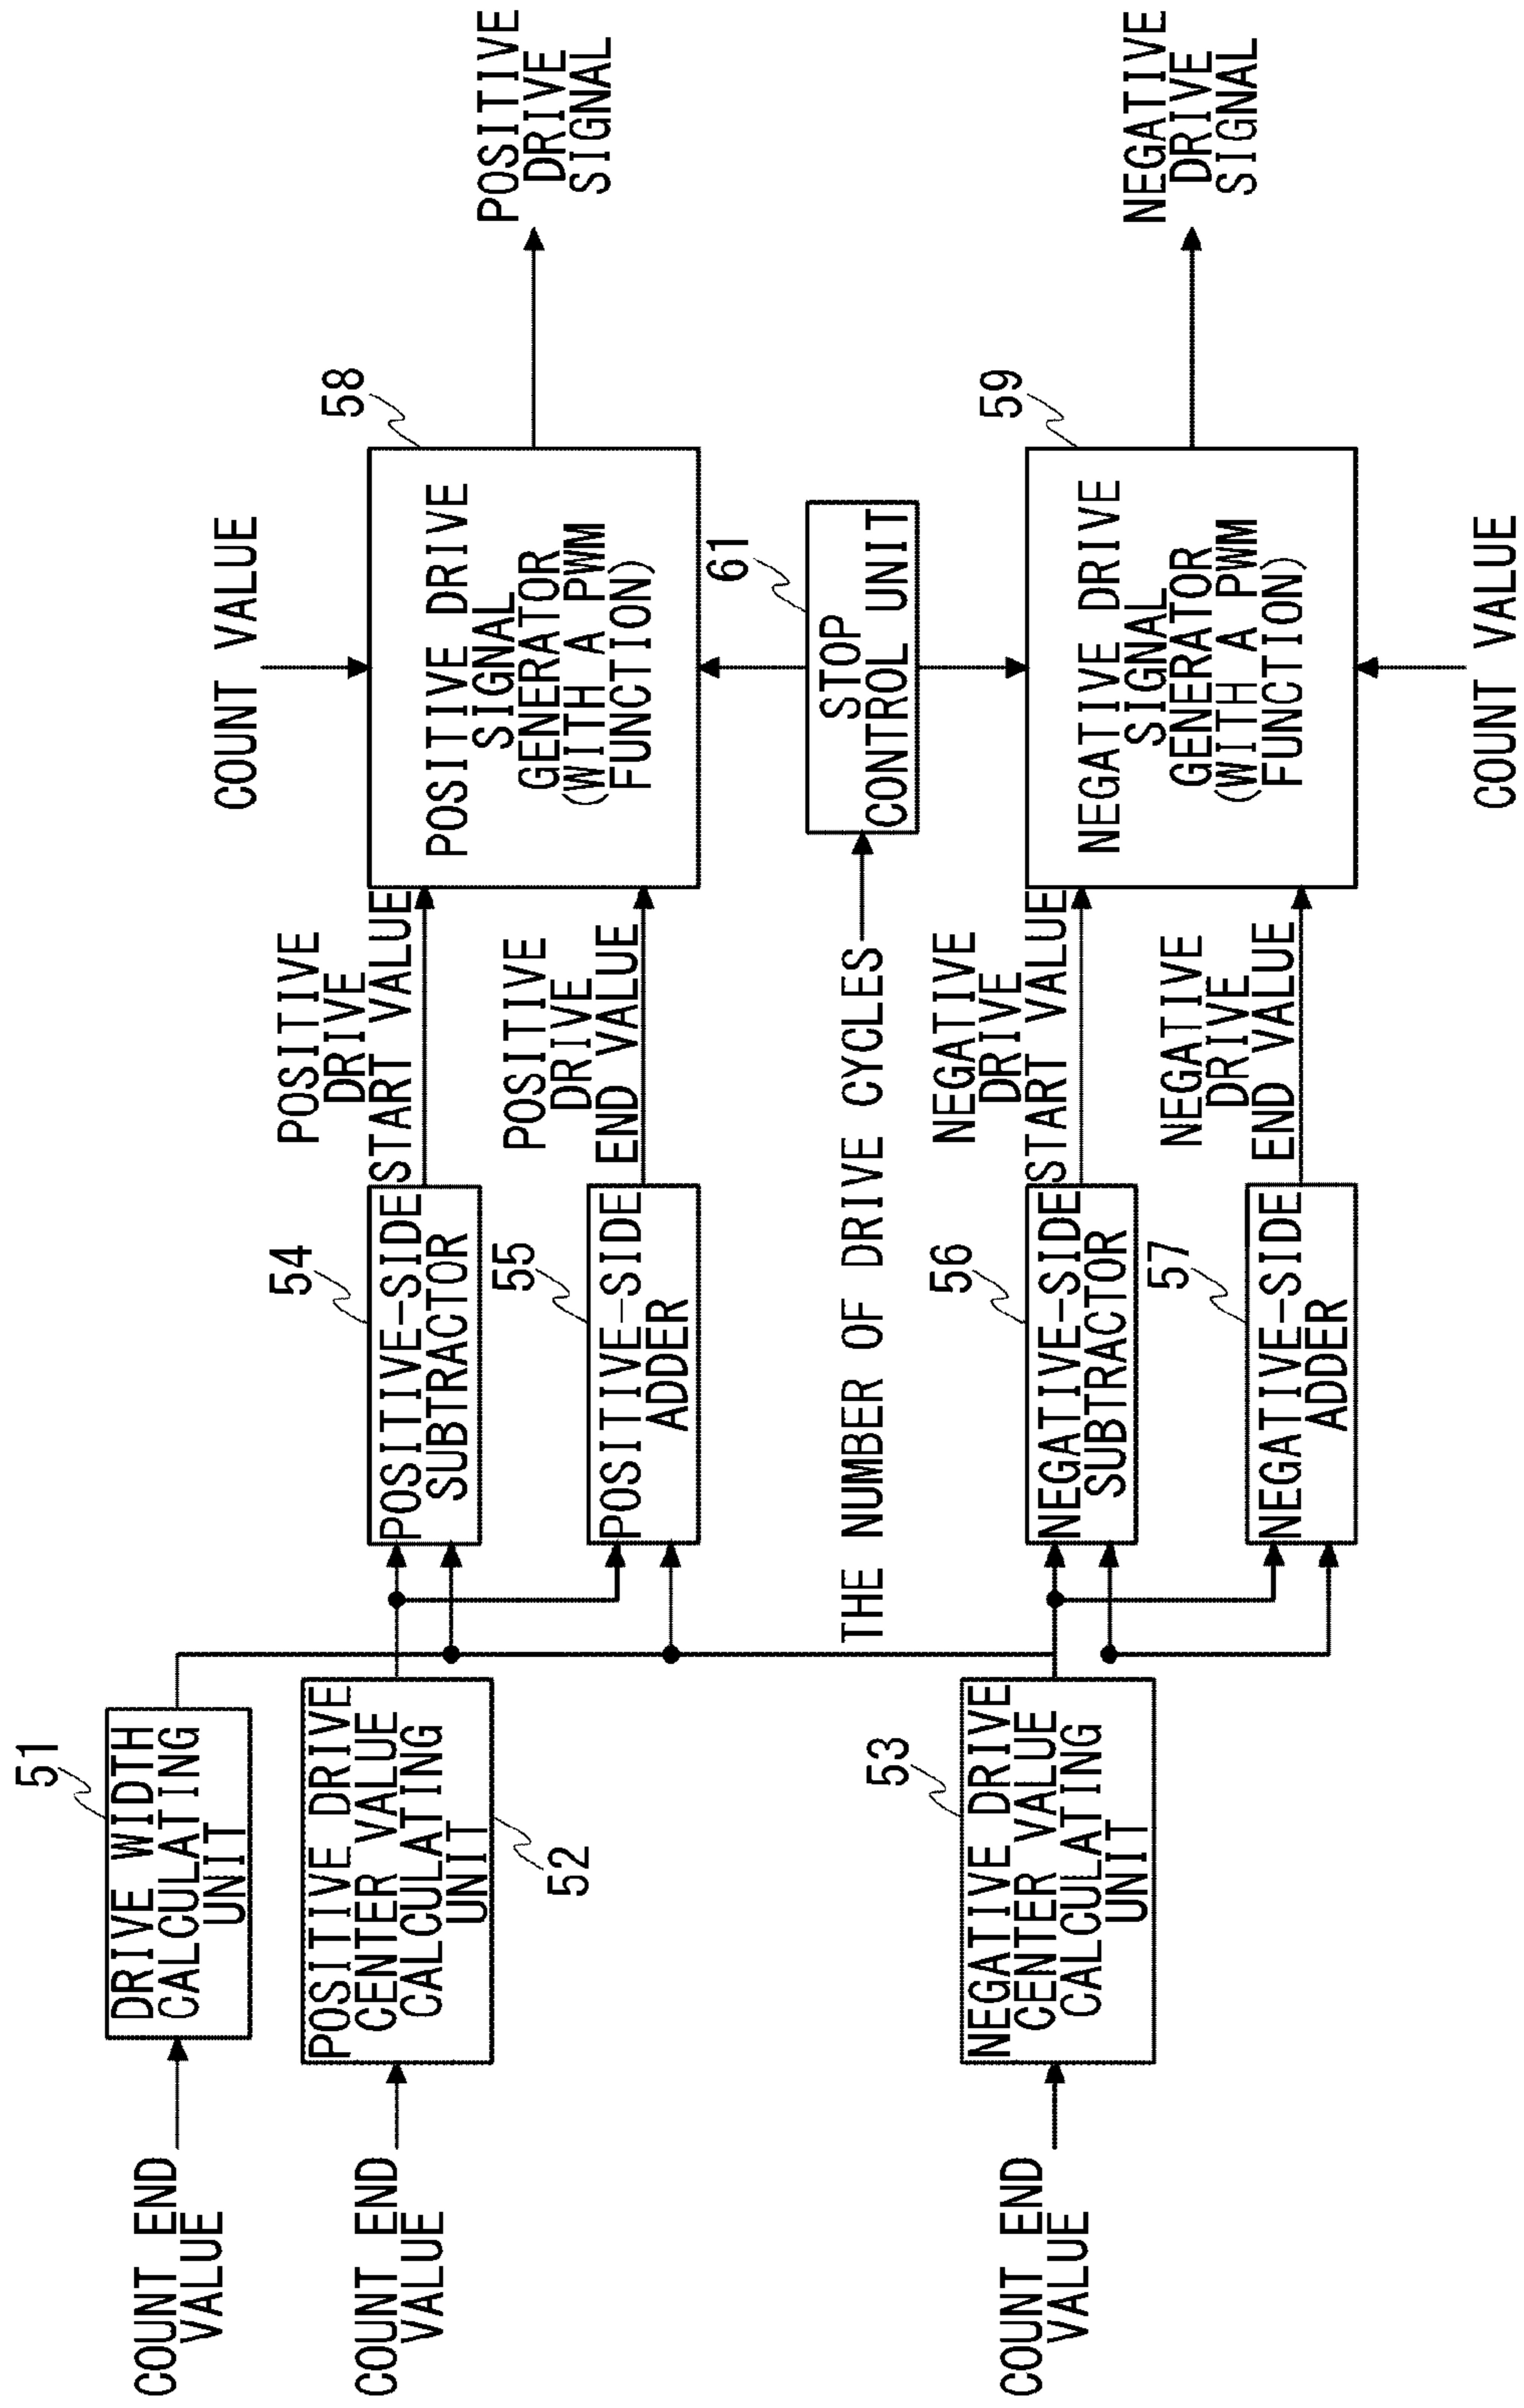 COUNT END
VALUE
51
DRIVE WIDTH
CALCULATING
UNIT
COUNT END
VALUE
POSITIVE DRIVE
CENTER VALUE
CALCULATING
UNIT
52
54
POSITIVE-SIDE
SUBTRACTOR
55
POSITIVE-SIDE
ADDER
POSITIVE
DRIVE
START VALUE
POSITIVE
DRIVE
END VALUE
COUNT VALUE
58
POSITIVE DRIVE
SIGNAL
GENERATOR
(WITH A PWM
FUNCTION)
POSITIVE
DRIVE
SIGNAL
THE NUMBER OF DRIVE CYCLES
61
STOP
CONTROL UNIT
COUNT END
VALUE
53
NEGATIVE DRIVE
CENTER VALUE
CALCULATING
UNIT
56
NEGATIVE-SIDE
SUBTRACTOR
57
NEGATIVE-SIDE
ADDER
NEGATIVE
DRIVE
START VALUE
NEGATIVE
DRIVE
END VALUE
59
NEGATIVE DRIVE
SIGNAL
GENERATOR
(WITH A PWM
FUNCTION)
COUNT VALUE
NEGATIVE
DRIVE
SIGNAL